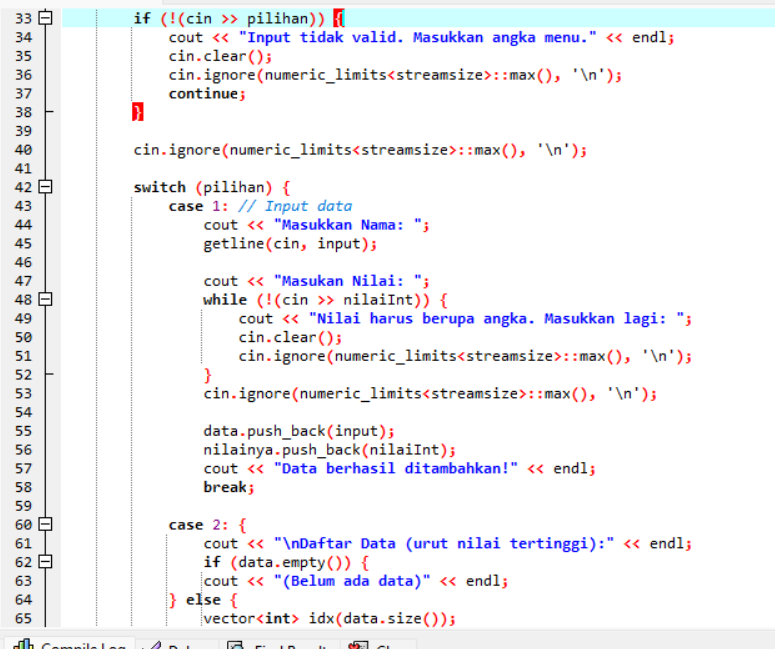 33 if (!(cin >> pilihan)) {
34 cout << "Input tidak valid. Masukkan angka menu." << endl;
35 cin.clear();
36 cin.ignore(numeric_limits<streamsize>::max(), '\n');
37 continue;
38 }
39
40 cin.ignore(numeric_limits<streamsize>::max(), '\n');
41
42 switch (pilihan) {
43 case 1: // Input data
44 cout << "Masukkan Nama: ";
45 getline(cin, input);
46
47 cout << "Masukan Nilai: ";
48 while (!(cin >> nilaiInt)) {
49 cout << "Nilai harus berupa angka. Masukkan lagi: ";
50 cin.clear();
51 cin.ignore(numeric_limits<streamsize>::max(), '\n');
52 }
53 cin.ignore(numeric_limits<streamsize>::max(), '\n');
54
55 data.push_back(input);
56 nilainya.push_back(nilaiInt);
57 cout << "Data berhasil ditambahkan!" << endl;
58 break;
59
60 case 2: {
61 cout << "\nDaftar Data (urut nilai tertinggi):" << endl;
62 if (data.empty()) {
63 cout << "(Belum ada data)" << endl;
64 } else {
65 vector<int> idx(data.size());